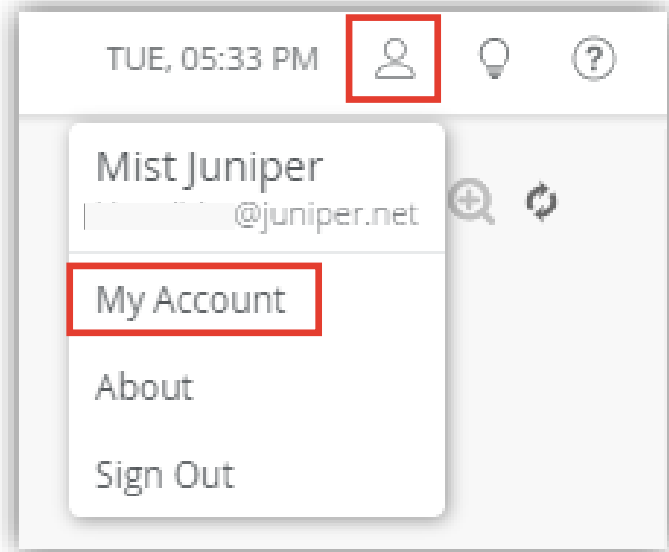 TUE, 05:33 PM ?
Mist Juniper
@juniper.net
My Account
About
Sign Out